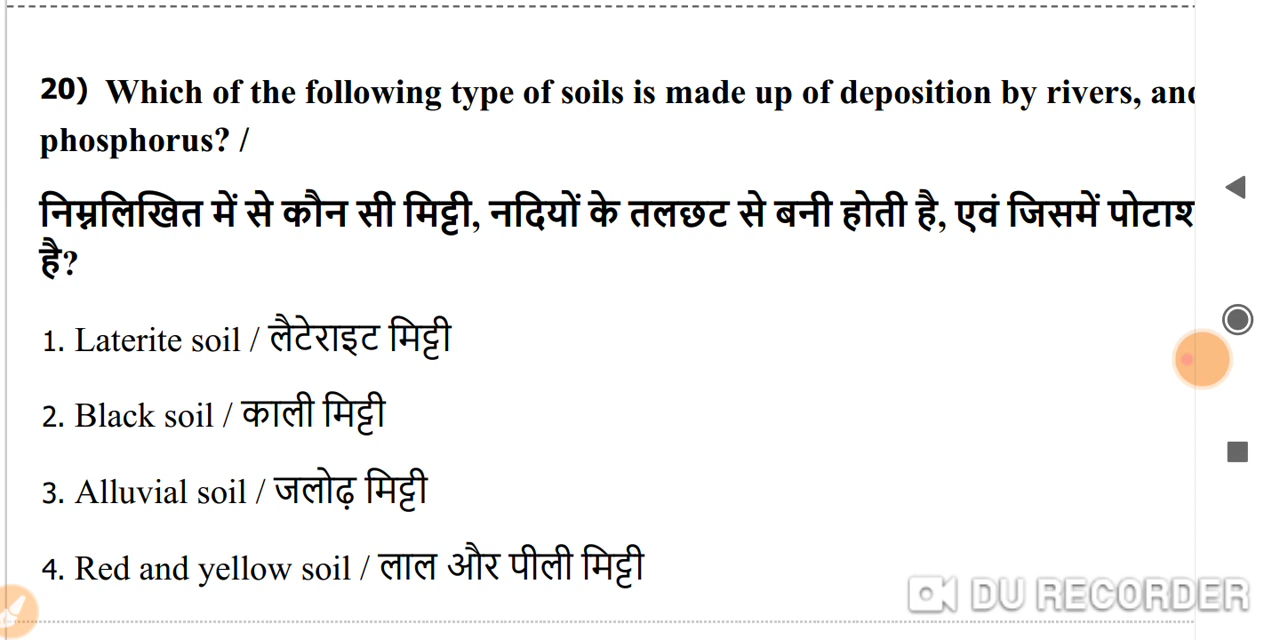 20) Which of the following type of soils is made up of deposition by rivers, and
phosphorus? /
निम्नलिखित में से कौन सी मिट्टी, नदियों के तलछट से बनी होती है, एवं जिसमें पोटाश
है?
1. Laterite soil / लैटेराइट मिट्टी
2. Black soil / काली मिट्टी
3. Alluvial soil / जलोढ़ मिट्टी
4. Red and yellow soil / लाल और पीली मिट्टी
DU RECORDER